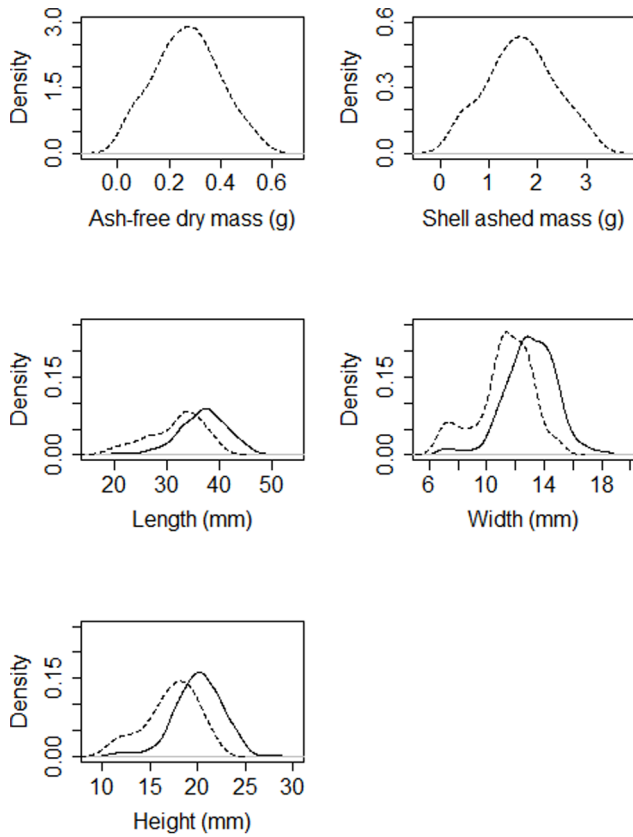 Density
0.0 1.5 3.0
0.0 0.2 0.4 0.6
Ash-free dry mass (g)
Density
0.0 0.3 0.6
0 1 2 3
Shell ashed mass (g)
Density
0.00 0.15
20 30 40 50
Length (mm)
Density
0.00 0.15
6 10 14 18
Width (mm)
Density
0.00 0.15
10 15 20 25 30
Height (mm)